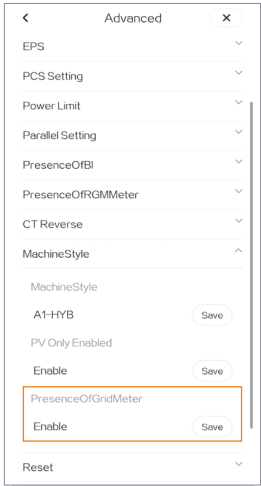 Advanced
EPS
PCS Setting
Power Limit
Parallel Setting
PresenceOfBI
PresenceOfRGMMeter
CT Reverse
MachineStyle
MachineStyle
A1-HYB Save
PV Only Enabled
Enable Save
PresenceOfGridMeter
Enable Save
Reset